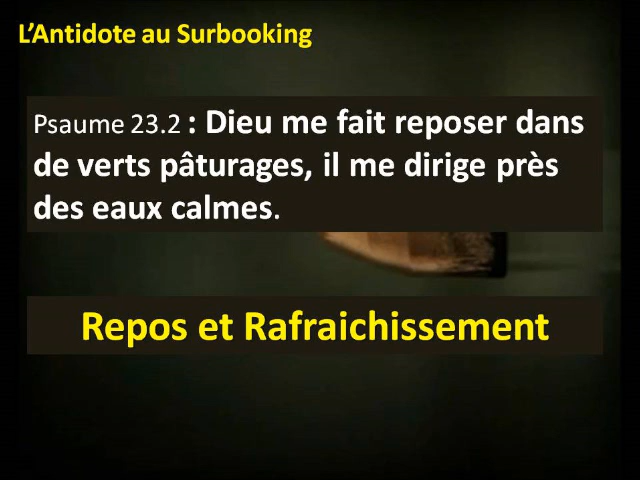 L'Antidote au Surbooking
Psaume 23.2 : Dieu me fait reposer dans
de verts pâturages, il me dirige près
des eaux calmes.
Repos et Rafraichissement